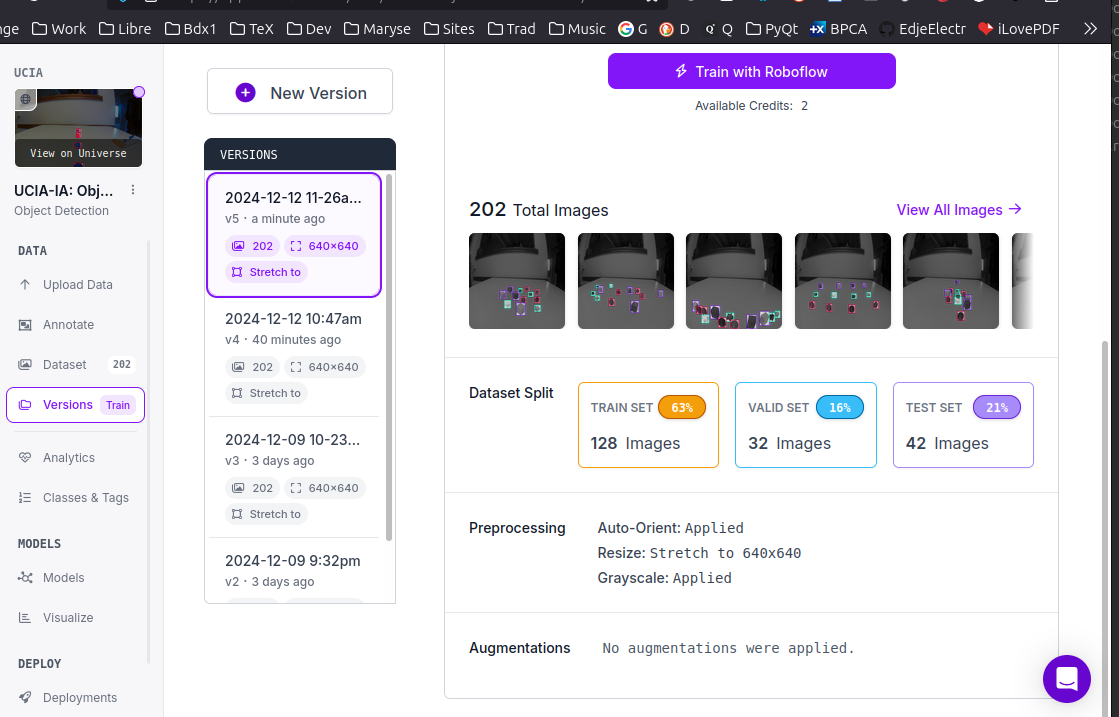 nge Work Libre Bdx1 TeX Dev Maryse Sites Trad Music G D Q PyQt BPCA EdjeElectr iLovePDF
UCIA
View on Universe
UCIA-IA: Obj...
Object Detection
DATA
Upload Data
Annotate
Dataset 202
Versions Train
Analytics
Classes & Tags
MODELS
Models
Visualize
DEPLOY
Deployments
New Version
VERSIONS
2024-12-12 11-26a...
v5 · a minute ago
202 640×640
Stretch to
2024-12-12 10:47am
v4 · 40 minutes ago
202 640×640
Stretch to
2024-12-09 10-23...
v3 · 3 days ago
202 640×640
Stretch to
2024-12-09 9:32pm
v2 · 3 days ago
Train with Roboflow
Available Credits: 2
202 Total Images
View All Images →
Dataset Split
TRAIN SET 63%
128 Images
VALID SET 16%
32 Images
TEST SET 21%
42 Images
Preprocessing
Auto-Orient: Applied
Resize: Stretch to 640x640
Grayscale: Applied
Augmentations
No augmentations were applied.